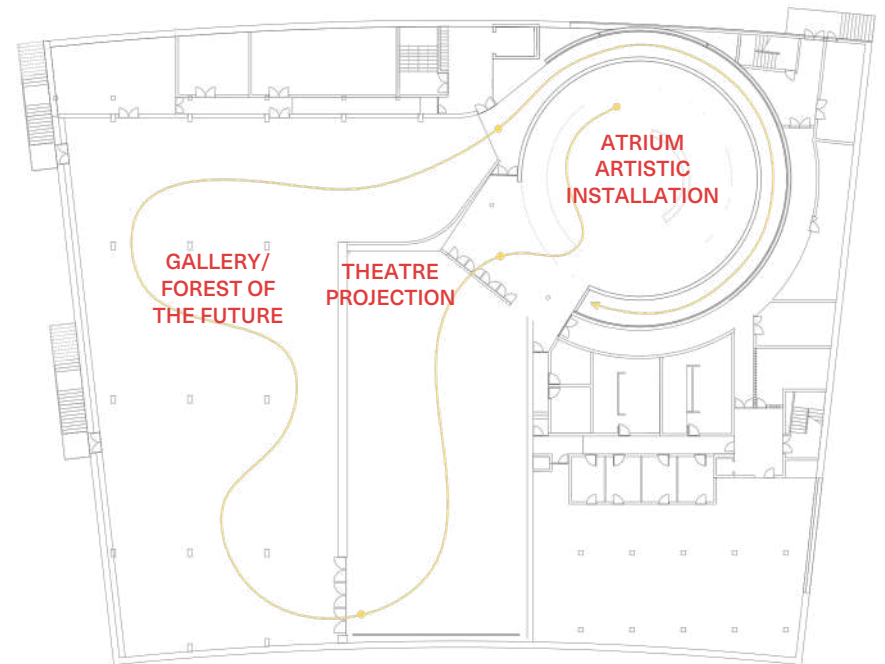 ATRIUM
ARTISTIC
INSTALLATION
GALLERY/
FOREST OF
THE FUTURE
THEATRE
PROJECTION